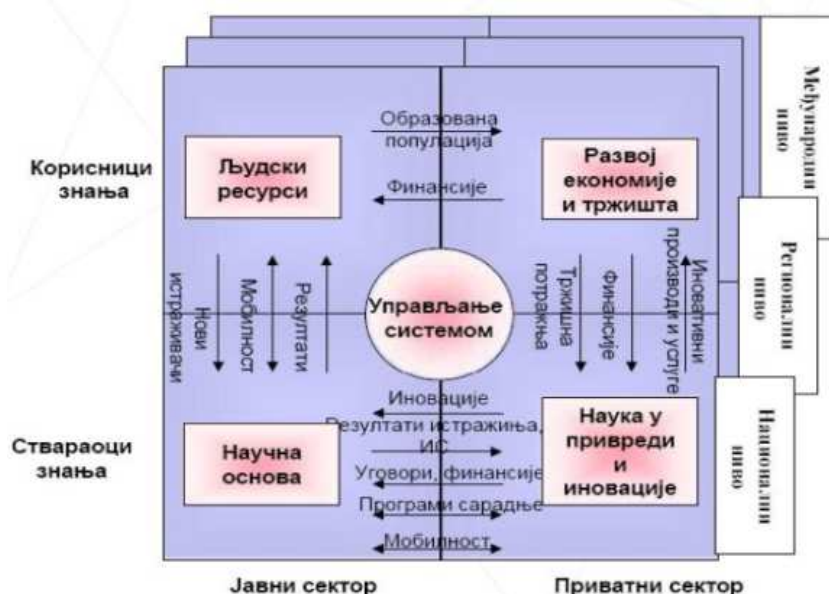 Међународни
ниво
Регионални
ниво
Национални
ниво
Корисници
знања
Људски
ресурси
Образована
популација
Финансије
Развој
економије
и тржишта
Нови
истраживачи
Мобилност
Резултати
Управљање
системом
Тржишна
потражња
Финансије
Иновативни
производи и услуге
Ствараоци
знања
Научна
основа
Иновације
Резултати истражиња,
ИС
Уговори, финансије
Програми сарадње
Мобилност
Наука у
привреди
и
иновације
Јавни сектор
Приватни сектор